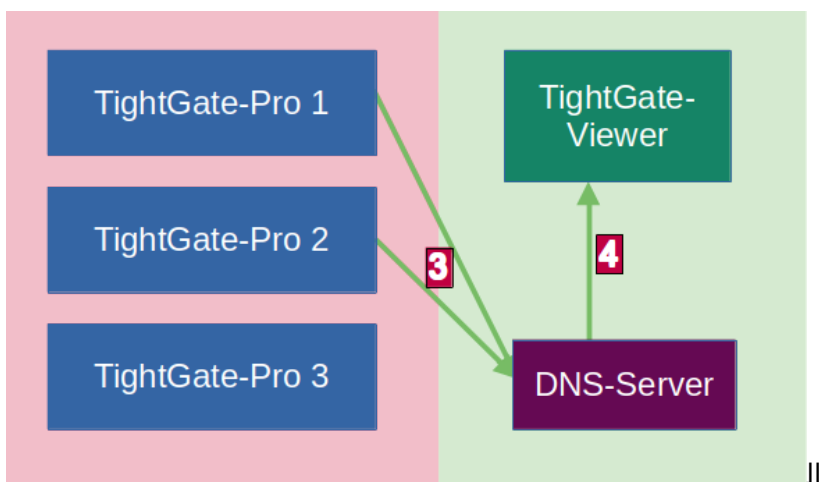 TightGate-Pro 1
TightGate-
Viewer
TightGate-Pro 2
3
4
TightGate-Pro 3
DNS-Server